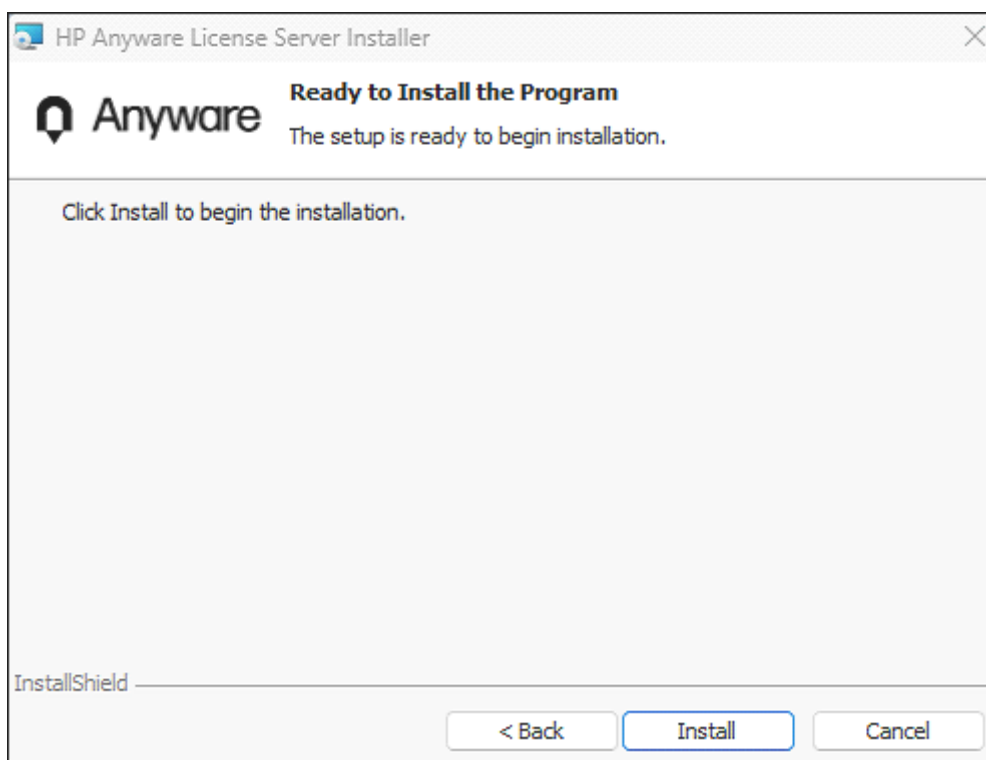 HP Anyware License Server Installer
Anyware
Ready to Install the Program
The setup is ready to begin installation.
Click Install to begin the installation.
InstallShield
< Back
Install
Cancel